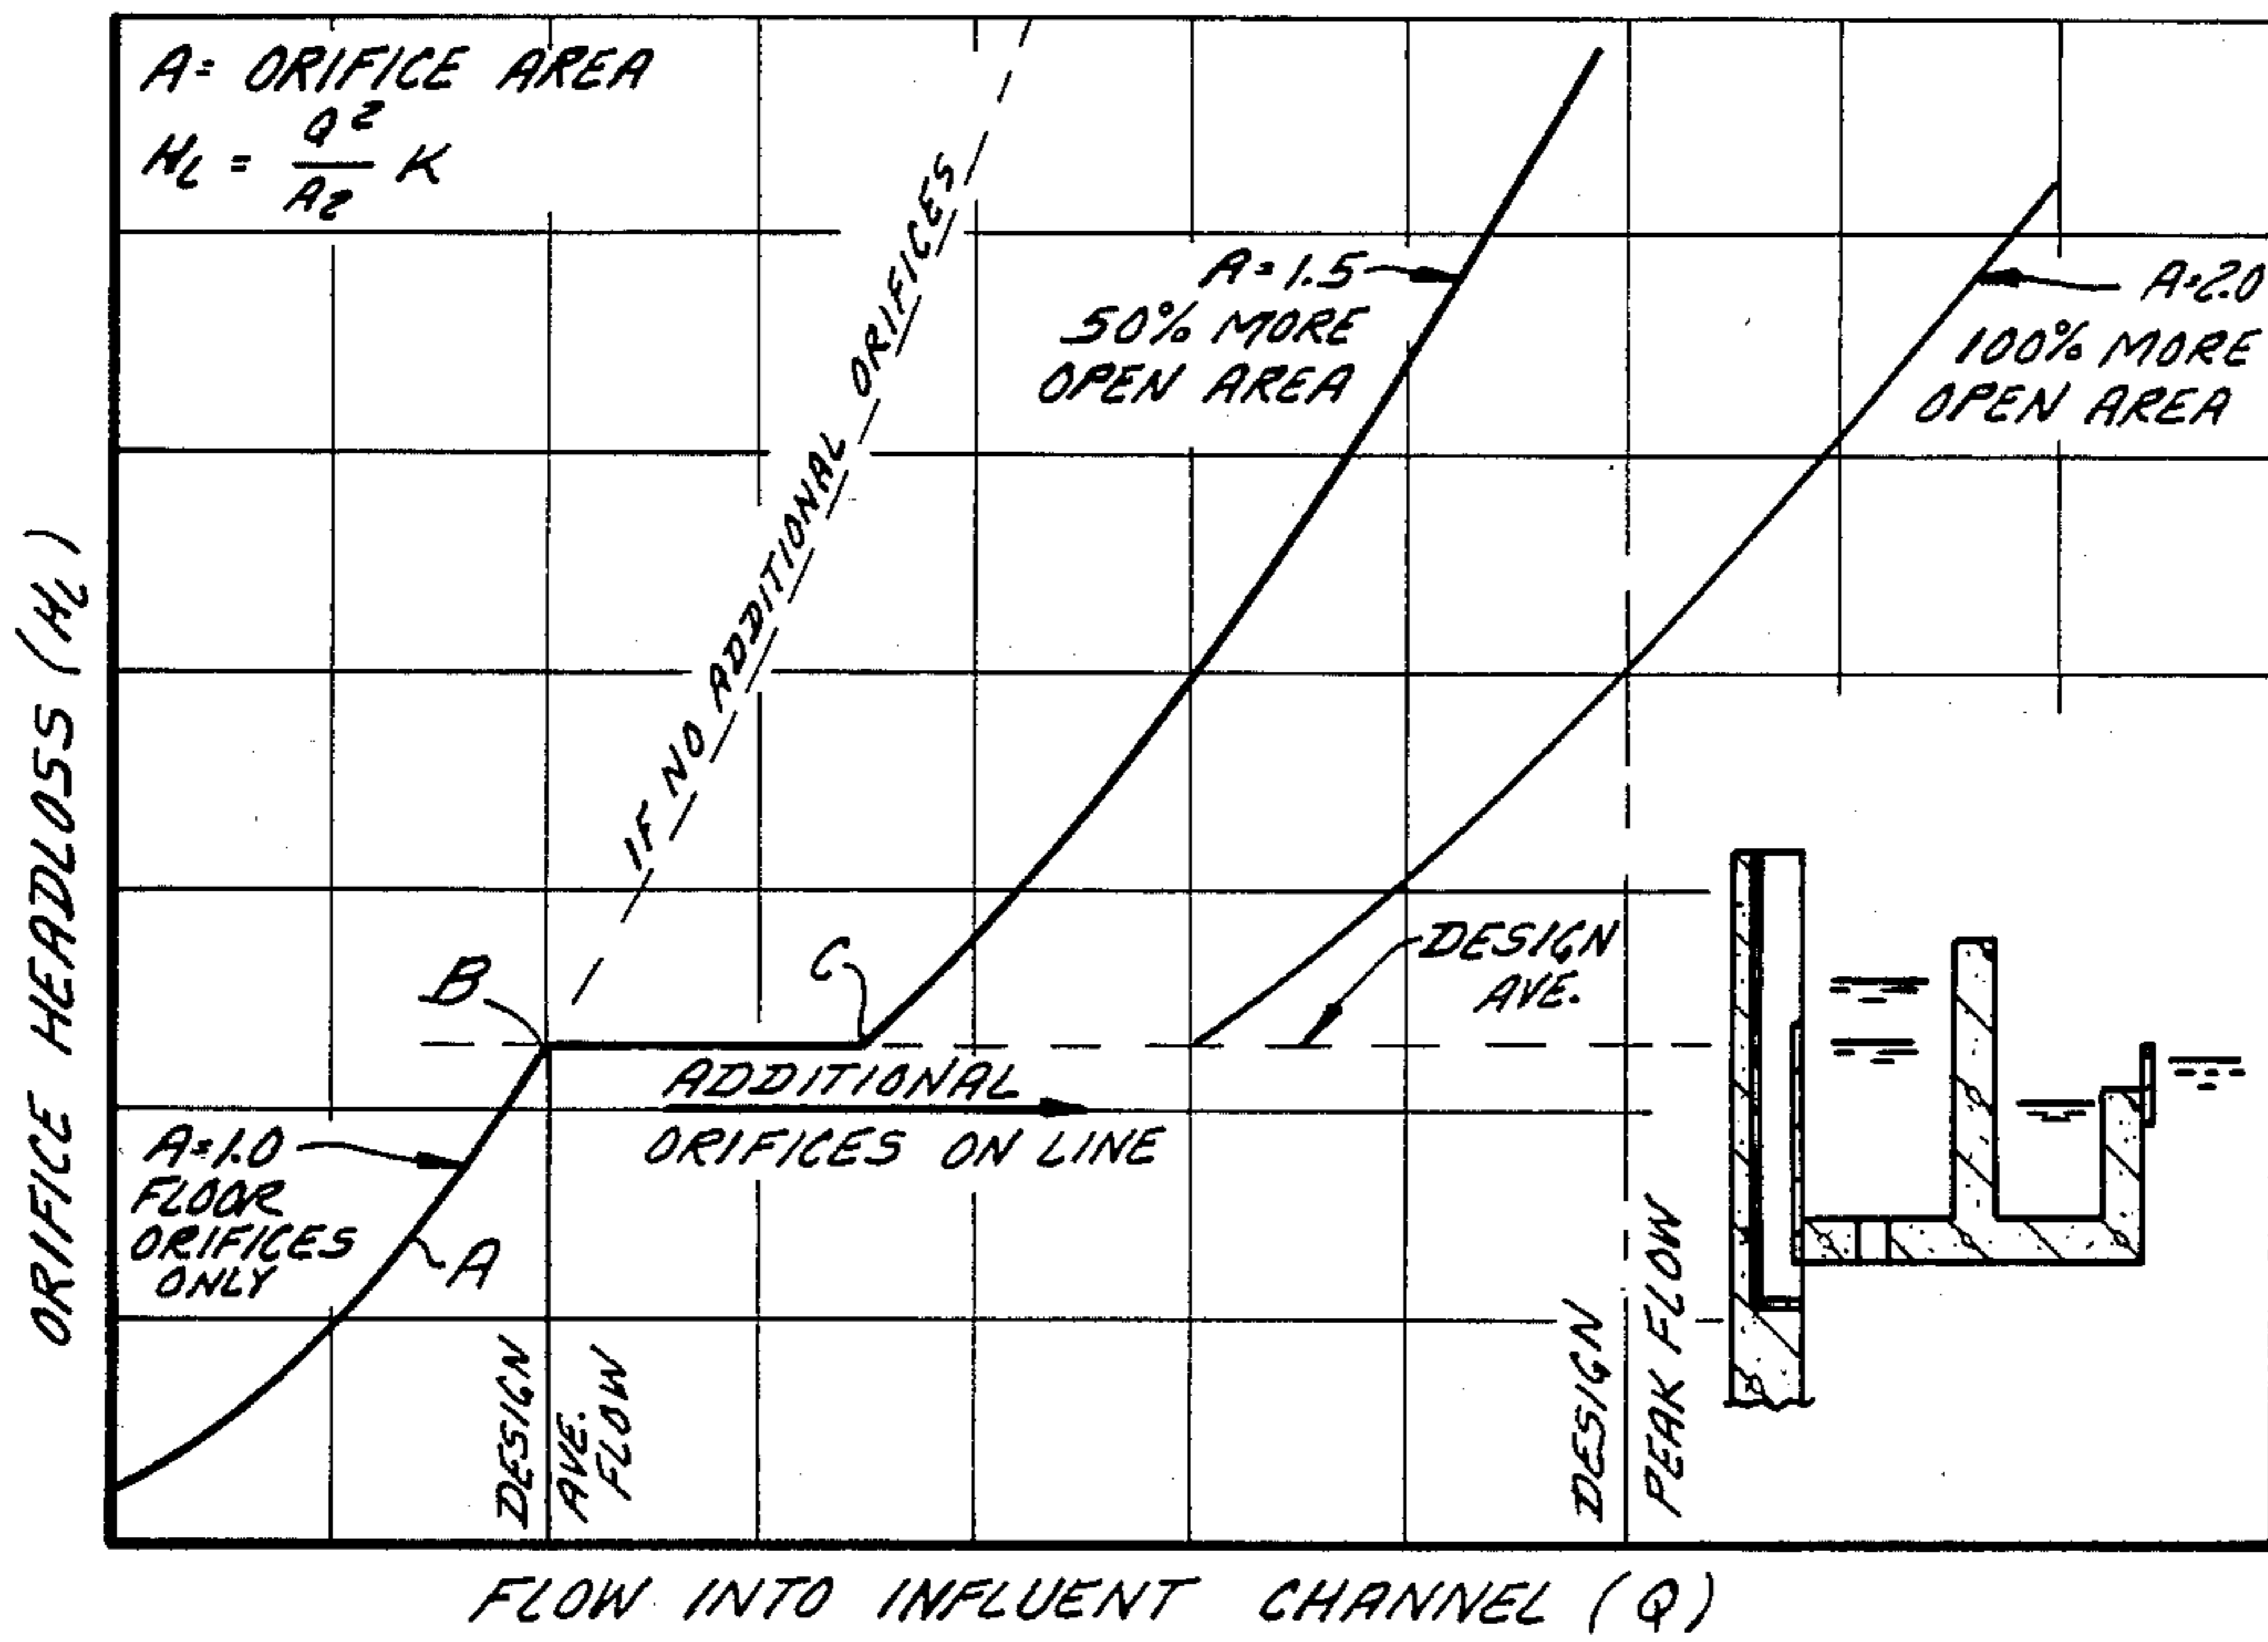 A= ORIFICE AREA
HL = Q²/A2 K
IF NO ADDITIONAL ORIFICES
A=1.5
50% MORE
OPEN AREA
A=2.0
100% MORE
OPEN AREA
B
C
DESIGN
AVE.
ADDITIONAL
ORIFICES ON LINE
A=1.0
FLOOR
ORIFICES
ONLY
A
DESIGN
AVE.
FLOW
DESIGN
PEAK FLOW
ORIFICE HEADLOSS (HL)
FLOW INTO INFLUENT CHANNEL (Q)